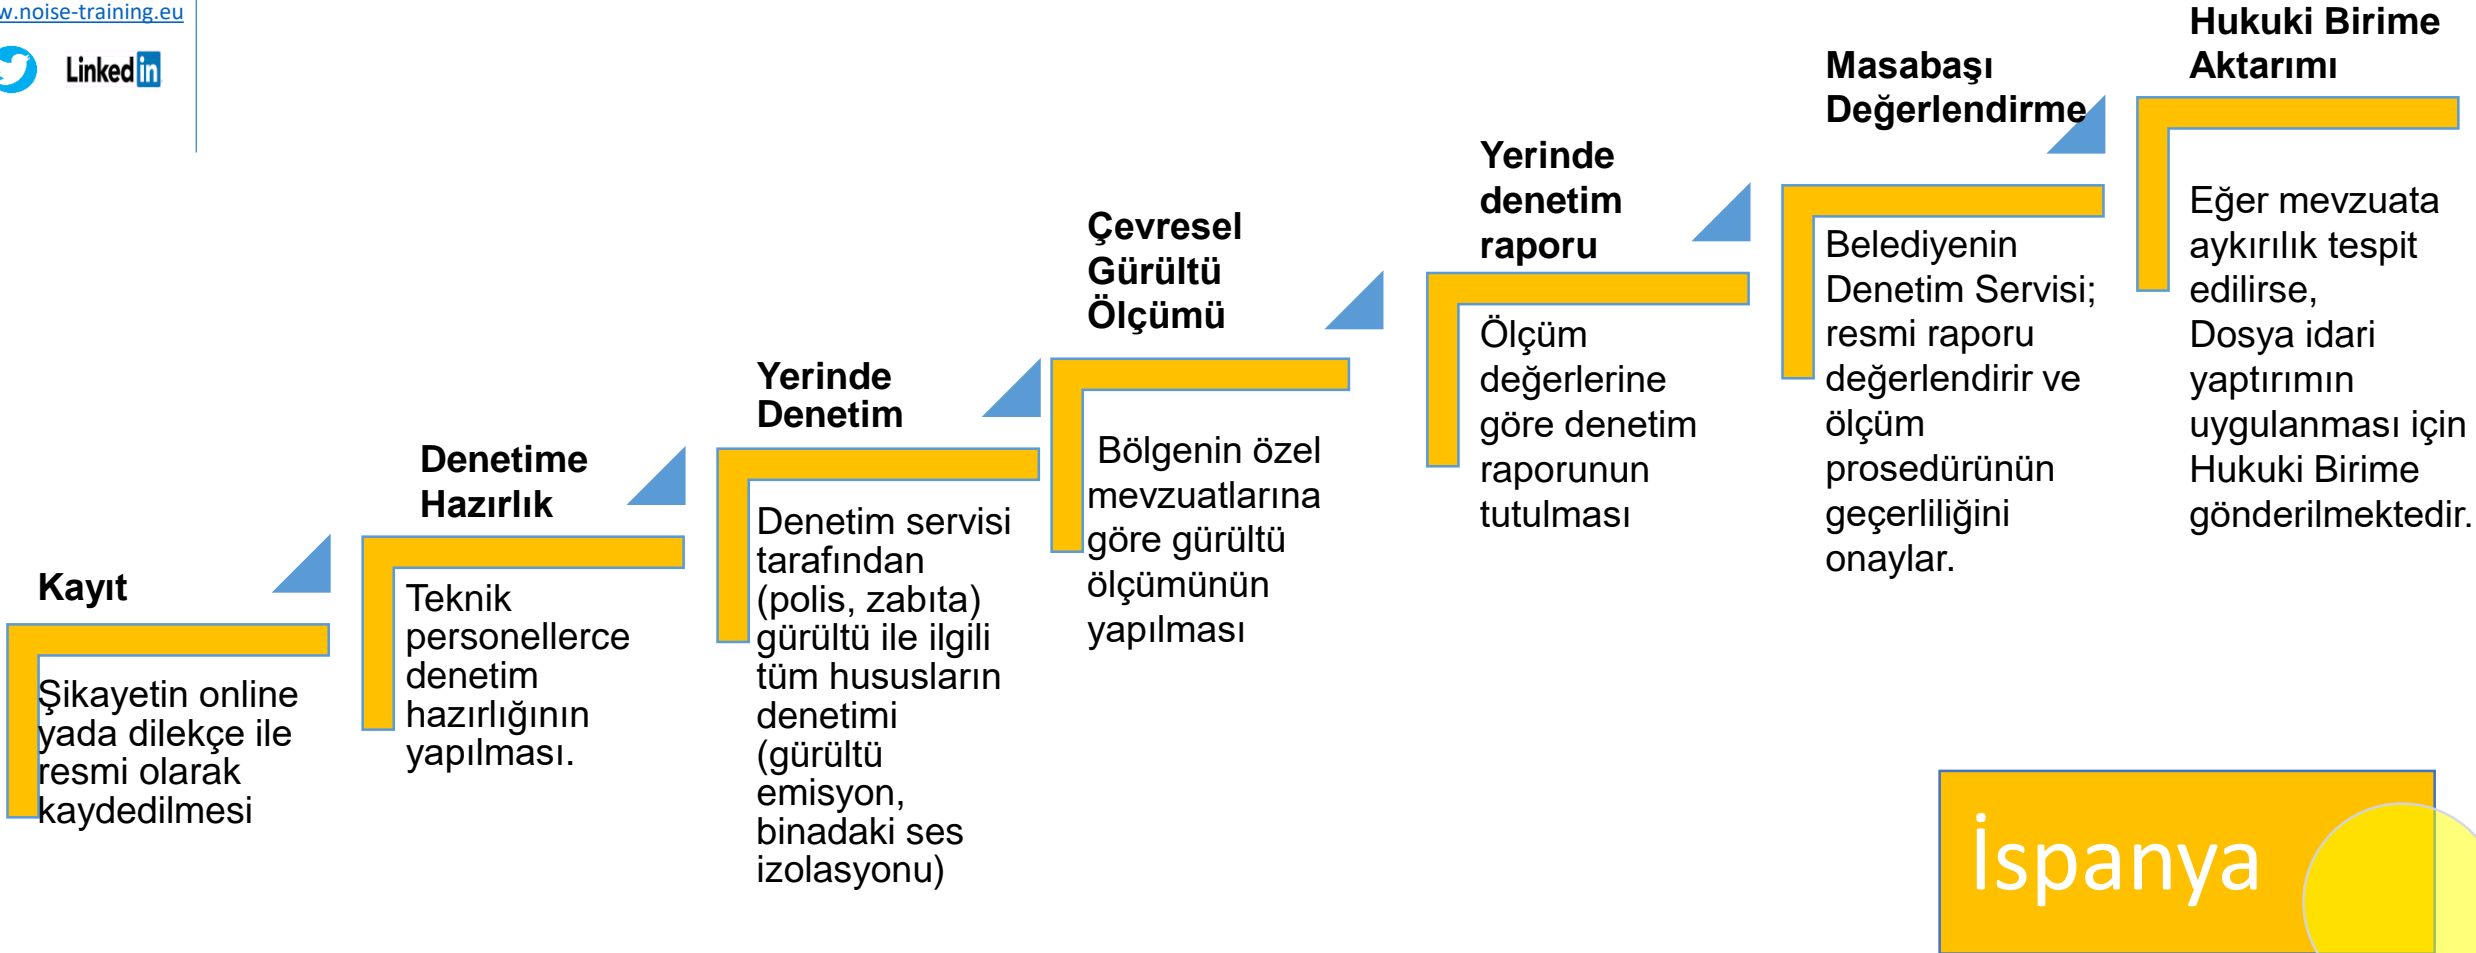 w.noise-training.eu
Linked in
Kayıt
Şikayetin online
yada dilekçe ile
resmi olarak
kaydedilmesi
Denetime
Hazırlık
Teknik
personellerce
denetim
hazırlığının
yapılması.
Yerinde
Denetim
Denetim servisi
tarafından
(polis, zabıta)
gürültü ile ilgili
tüm hususların
denetimi
(gürültü
emisyon,
binadaki ses
izolasyonu)
Çevresel
Gürültü
Ölçümü
Bölgenin özel
mevzuatlarına
göre gürültü
ölçümünün
yapılması
Yerinde
denetim
raporu
Ölçüm
değerlerine
göre denetim
raporunun
tutulması
Masabaşı
Değerlendirme
Belediyenin
Denetim Servisi;
resmi raporu
değerlendirir ve
ölçüm
prosedürünün
geçerliliğini
onaylar.
Hukuki Birime
Aktarımı
Eğer mevzuata
aykırılık tespit
edilirse,
Dosya idari
yaptırımın
uygulanması için
Hukuki Birime
gönderilmektedir.
İspanya